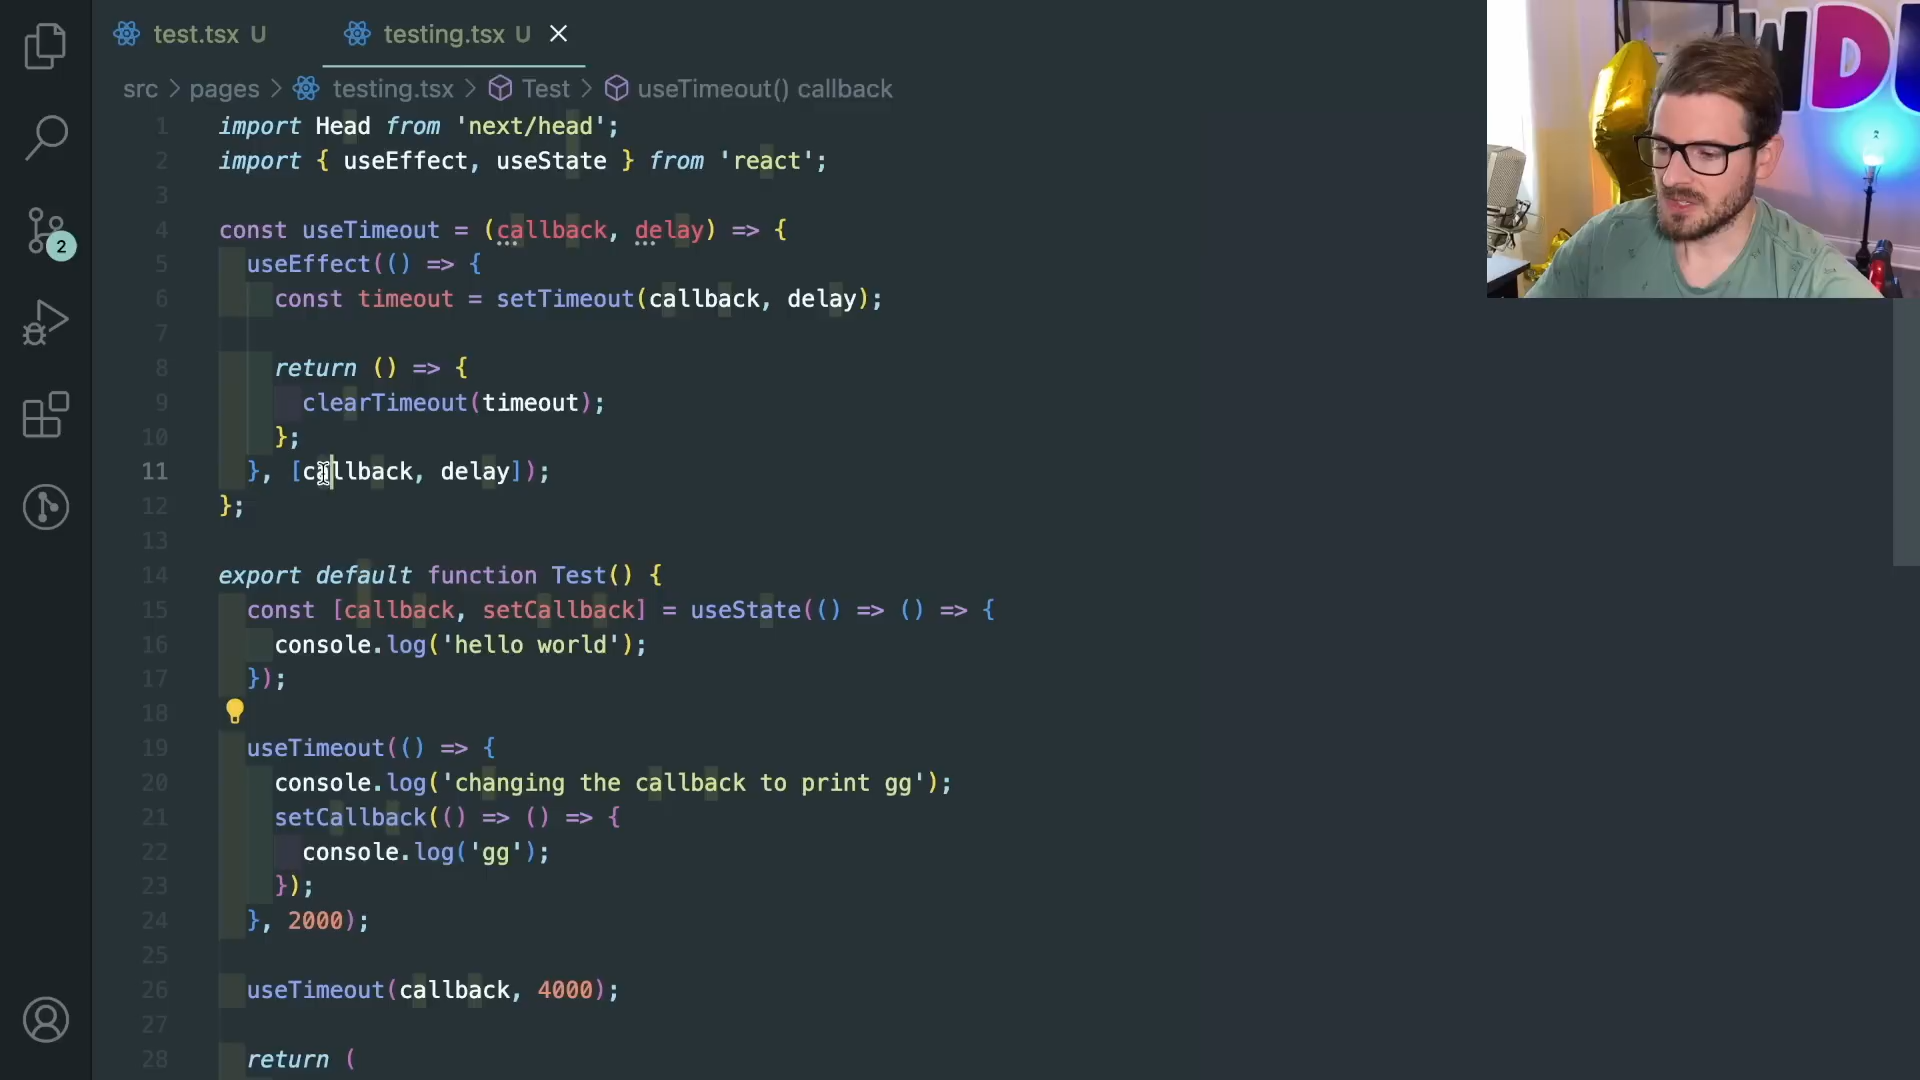 test.tsx U
testing.tsx U
src > pages > testing.tsx > Test > useTimeout() callback
1 import Head from 'next/head';
2 import { useEffect, useState } from 'react';
3
4 const useTimeout = (callback, delay) => {
5 useEffect(() => {
6 const timeout = setTimeout(callback, delay);
7
8 return () => {
9 clearTimeout(timeout);
10 };
11 }, [callback, delay]);
12 };
13
14 export default function Test() {
15 const [callback, setCallback] = useState(() => () => {
16 console.log('hello world');
17 });
18
19 useTimeout(() => {
20 console.log('changing the callback to print gg');
21 setCallback(() => () => {
22 console.log('gg');
23 });
24 }, 2000);
25
26 useTimeout(callback, 4000);
27
28 return (
2